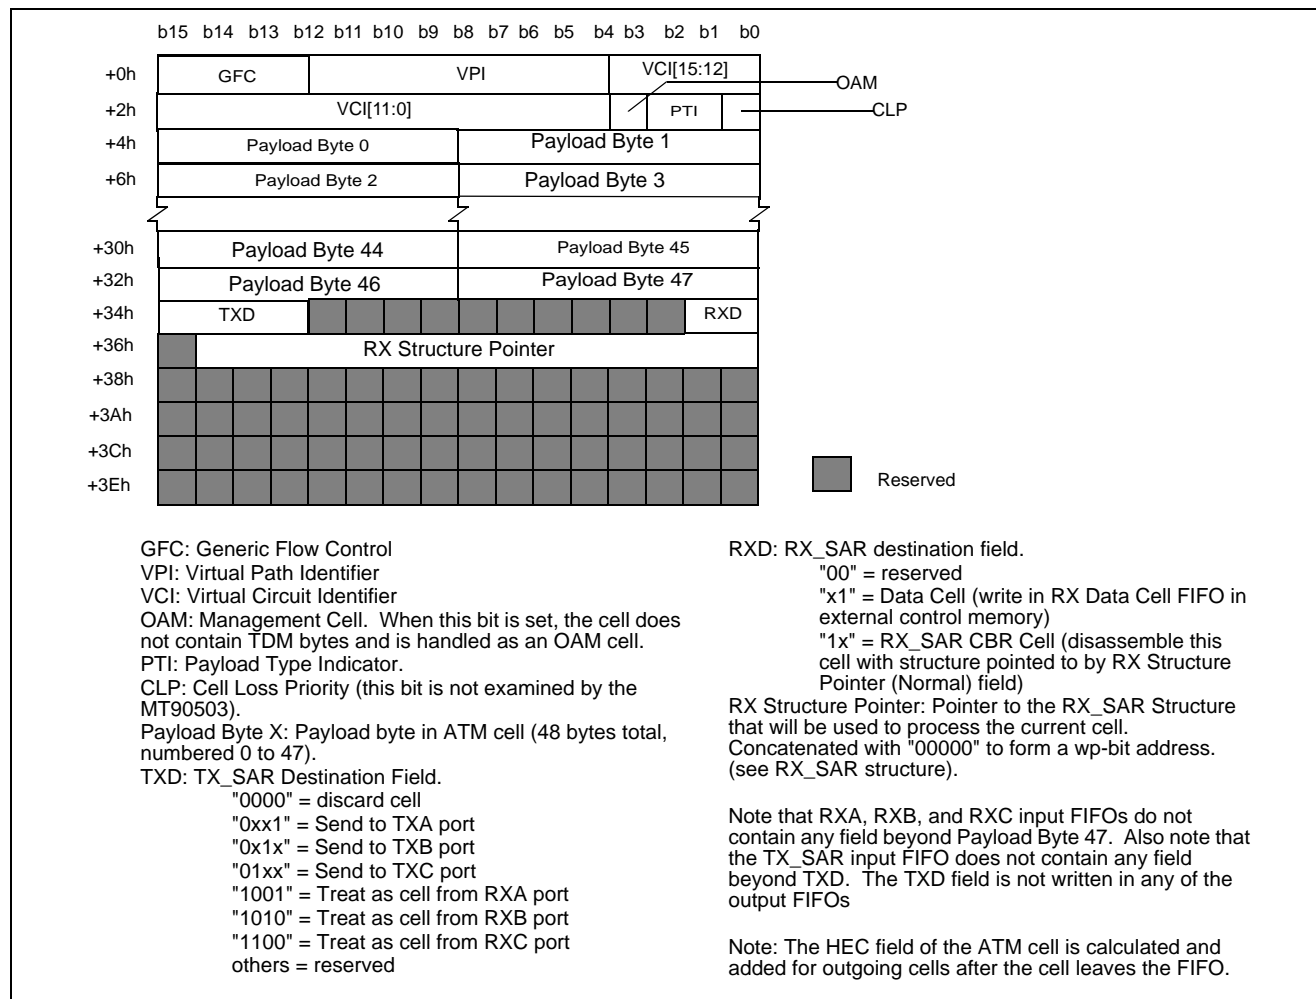 b15 b14 b13 b12 b11 b10 b9 b8 b7 b6 b5 b4 b3 b2 b1 b0
+0h GFC VPI VCI[15:12]
OAM
+2h VCI[11:0] PTI CLP
+4h Payload Byte 0 Payload Byte 1
+6h Payload Byte 2 Payload Byte 3
+30h Payload Byte 44 Payload Byte 45
+32h Payload Byte 46 Payload Byte 47
+34h TXD RXD
+36h RX Structure Pointer
+38h
+3Ah
+3Ch
+3Eh
Reserved
GFC: Generic Flow Control
VPI: Virtual Path Identifier
VCI: Virtual Circuit Identifier
OAM: Management Cell. When this bit is set, the cell does
not contain TDM bytes and is handled as an OAM cell.
PTI: Payload Type Indicator.
CLP: Cell Loss Priority (this bit is not examined by the
MT90503).
Payload Byte X: Payload byte in ATM cell (48 bytes total,
numbered 0 to 47).
TXD: TX_SAR Destination Field.
"0000" = discard cell
"0xx1" = Send to TXA port
"0x1x" = Send to TXB port
"01xx" = Send to TXC port
"1001" = Treat as cell from RXA port
"1010" = Treat as cell from RXB port
"1100" = Treat as cell from RXC port
others = reserved
RXD: RX_SAR destination field.
"00" = reserved
"x1" = Data Cell (write in RX Data Cell FIFO in
external control memory)
"1x" = RX_SAR CBR Cell (disassemble this
cell with structure pointed to by RX Structure
Pointer (Normal) field)
RX Structure Pointer: Pointer to the RX_SAR Structure
that will be used to process the current cell.
Concatenated with "00000" to form a wp-bit address.
(see RX_SAR structure).
Note that RXA, RXB, and RXC input FIFOs do not
contain any field beyond Payload Byte 47. Also note that
the TX_SAR input FIFO does not contain any field
beyond TXD. The TXD field is not written in any of the
output FIFOs
Note: The HEC field of the ATM cell is calculated and
added for outgoing cells after the cell leaves the FIFO.